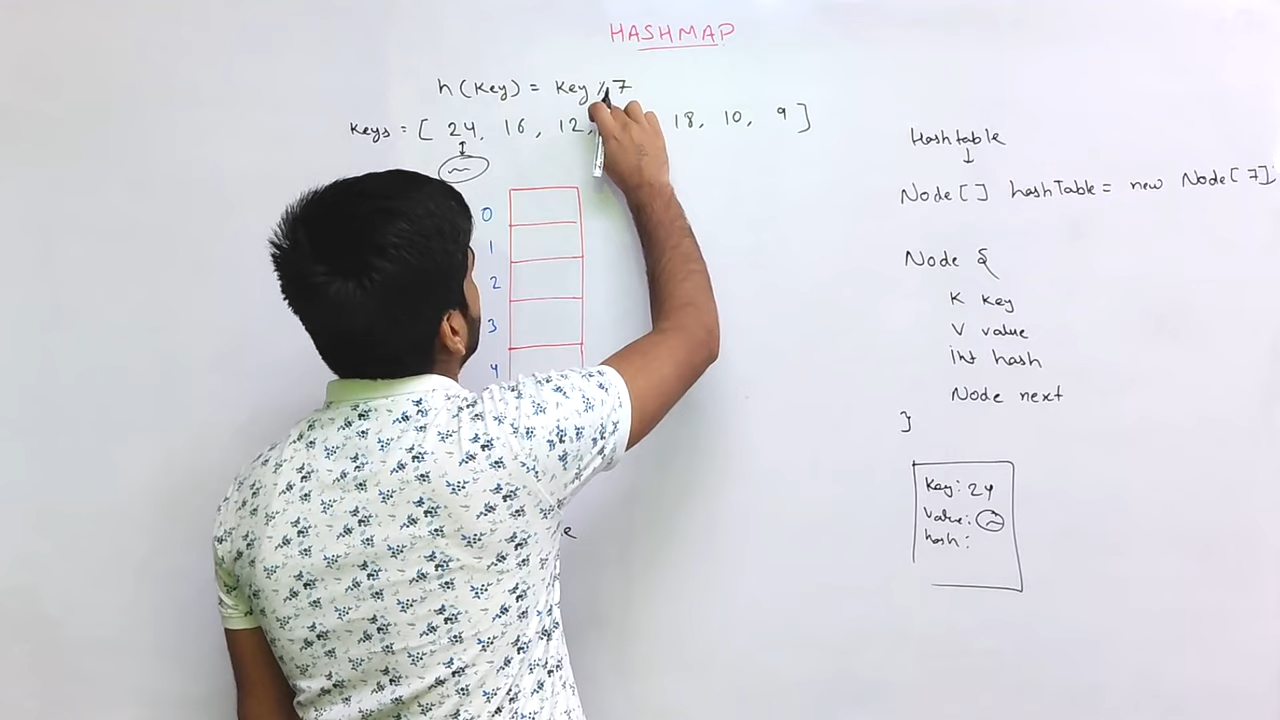 HASHMAP
h(Key) = Key % 7
Keys = [ 24, 16, 12, 18, 10, 9 ]
0
1
2
3
4
e
Hashtable
↓
Node[] hashTable = new Node[7];
Node {
K Key
V value
int hash
Node next
}
Key: 24
Value:
hash: